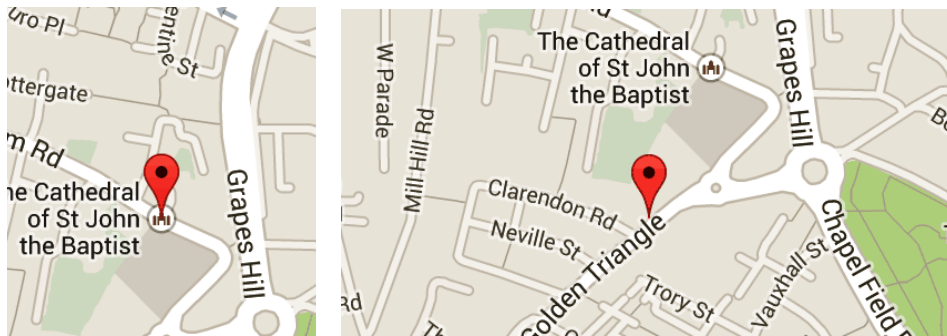 uro Pl
entine St
ottergate
m Rd
he Cathedral
of St John
the Baptist
Grapes Hill
The Cathedral
of St John
the Baptist
Grapes Hill
W Parade
Mill Hill Rd
Clarendon Rd
Neville St
Golden Triangle
Trory St
Vauxhall St
Chapel Field
Rd
Th